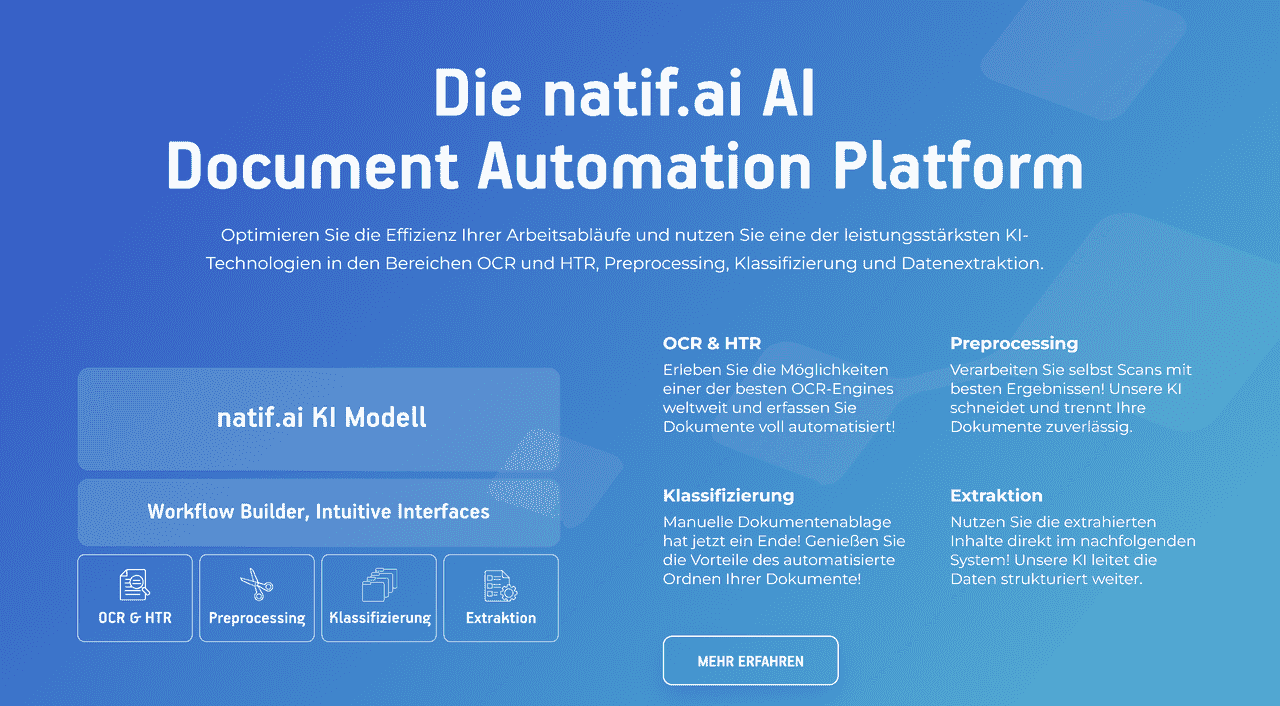 Die natif.ai AI
Document Automation Platform
Optimieren Sie die Effizienz Ihrer Arbeitsabläufe und nutzen Sie eine der leistungsstärksten KI-
Technologien in den Bereichen OCR und HTR, Preprocessing, Klassifizierung und Datenextraktion.
natif.ai KI Modell
Workflow Builder, Intuitive Interfaces
OCR & HTR
Preprocessing
Klassifizierung
Extraktion
OCR & HTR
Erleben Sie die Möglichkeiten
einer der besten OCR-Engines
weltweit und erfassen Sie
Dokumente voll automatisiert!
Preprocessing
Verarbeiten Sie selbst Scans mit
besten Ergebnissen! Unsere KI
schneidet und trennt Ihre
Dokumente zuverlässig.
Klassifizierung
Manuelle Dokumentenablage
hat jetzt ein Ende! Genießen Sie
die Vorteile des automatisierte
Ordnen Ihrer Dokumente!
Extraktion
Nutzen Sie die extrahierten
Inhalte direkt im nachfolgenden
System! Unsere KI leitet die
Daten strukturiert weiter.
MEHR ERFAHREN